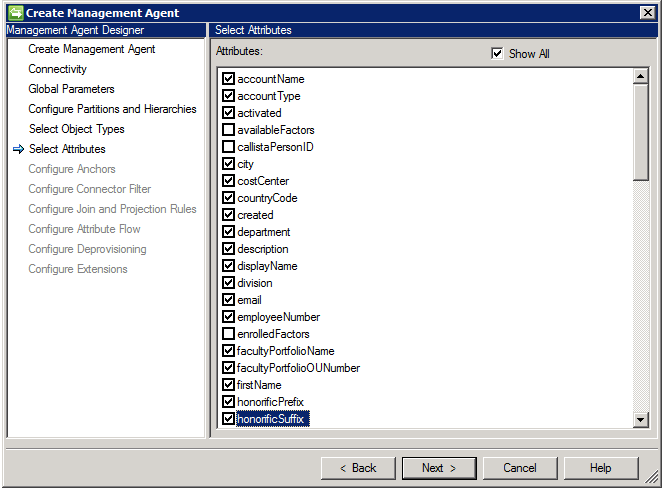 Create Management Agent
Management Agent Designer
Create Management Agent
Connectivity
Global Parameters
Configure Partitions and Hierarchies
Select Object Types
Select Attributes
Configure Anchors
Configure Connector Filter
Configure Join and Projection Rules
Configure Attribute Flow
Configure Deprovisioning
Configure Extensions
Select Attributes
Attributes:
Show All
accountName
accountType
activated
availableFactors
callistaPersonID
city
costCenter
countryCode
created
department
description
displayName
division
email
employeeNumber
enrolledFactors
facultyPortfolioName
facultyPortfolioOUNumber
firstName
honorificPrefix
honorificSuffix
< Back
Next >
Cancel
Help